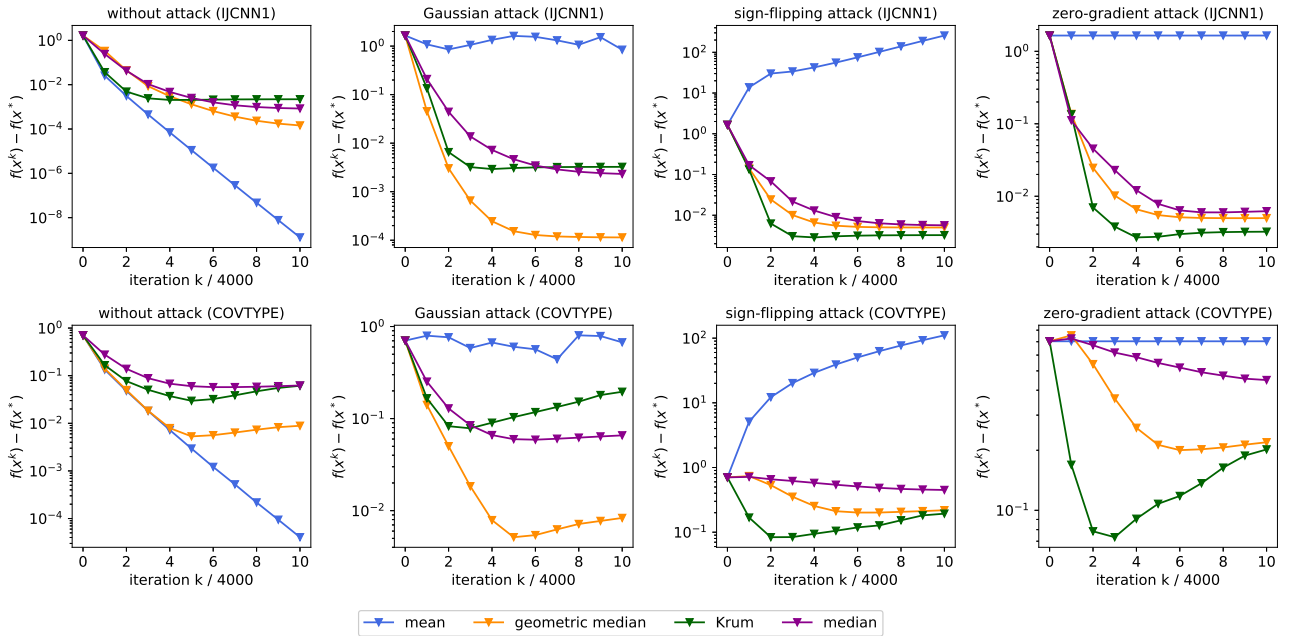 without attack (IJCNN1)
f(x^k) − f(x^*)
10^0
10^−2
10^−4
10^−6
10^−8
0 2 4 6 8 10
iteration k / 4000
Gaussian attack (IJCNN1)
f(x^k) − f(x^*)
10^0
10^−1
10^−2
10^−3
10^−4
0 2 4 6 8 10
iteration k / 4000
sign-flipping attack (IJCNN1)
f(x^k) − f(x^*)
10^2
10^1
10^0
10^−1
10^−2
0 2 4 6 8 10
iteration k / 4000
zero-gradient attack (IJCNN1)
f(x^k) − f(x^*)
10^0
10^−1
10^−2
0 2 4 6 8 10
iteration k / 4000
without attack (COVTYPE)
f(x^k) − f(x^*)
10^0
10^−1
10^−2
10^−3
10^−4
0 2 4 6 8 10
iteration k / 4000
Gaussian attack (COVTYPE)
f(x^k) − f(x^*)
10^0
10^−1
10^−2
0 2 4 6 8 10
iteration k / 4000
sign-flipping attack (COVTYPE)
f(x^k) − f(x^*)
10^2
10^1
10^0
10^−1
0 2 4 6 8 10
iteration k / 4000
zero-gradient attack (COVTYPE)
f(x^k) − f(x^*)
10^−1
0 2 4 6 8 10
iteration k / 4000
mean geometric median Krum median